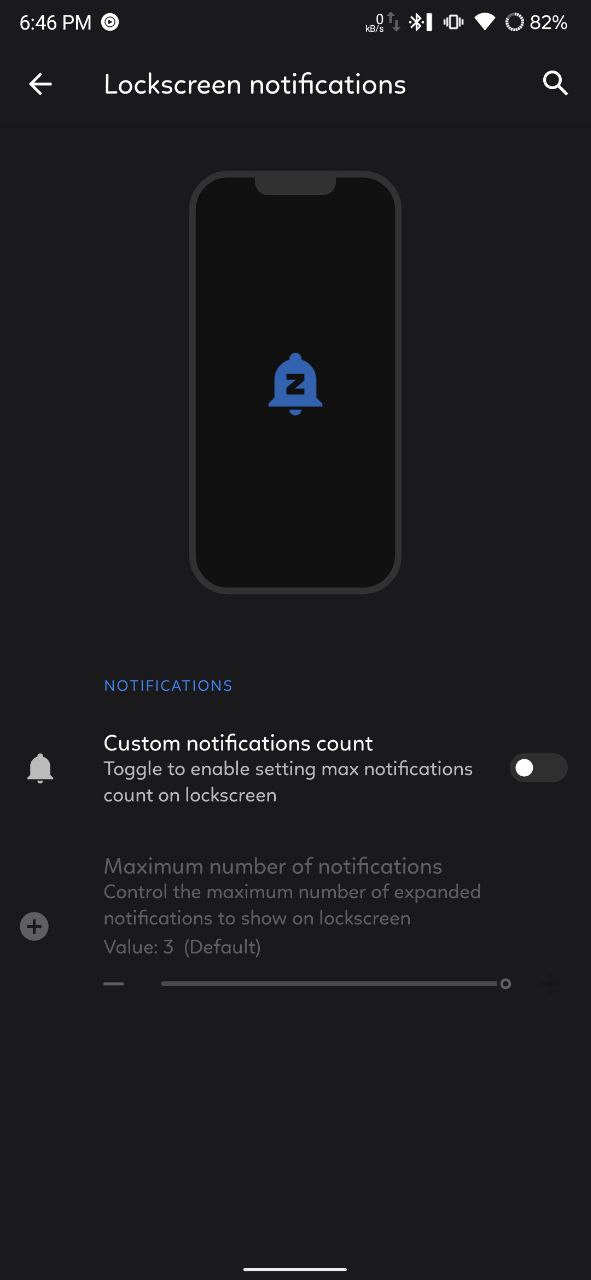 6:46 PM 0 kB/s 82%
Lockscreen notifications
Z
NOTIFICATIONS
Custom notifications count
Toggle to enable setting max notifications
count on lockscreen
Maximum number of notifications
Control the maximum number of expanded
notifications to show on lockscreen
Value: 3 (Default)